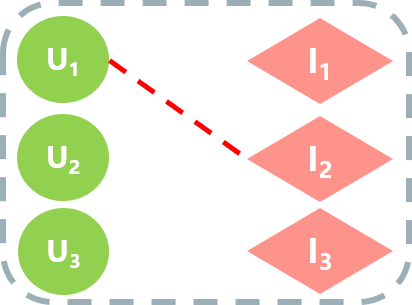 U₁ I₁
U₂ I₂
U₃ I₃